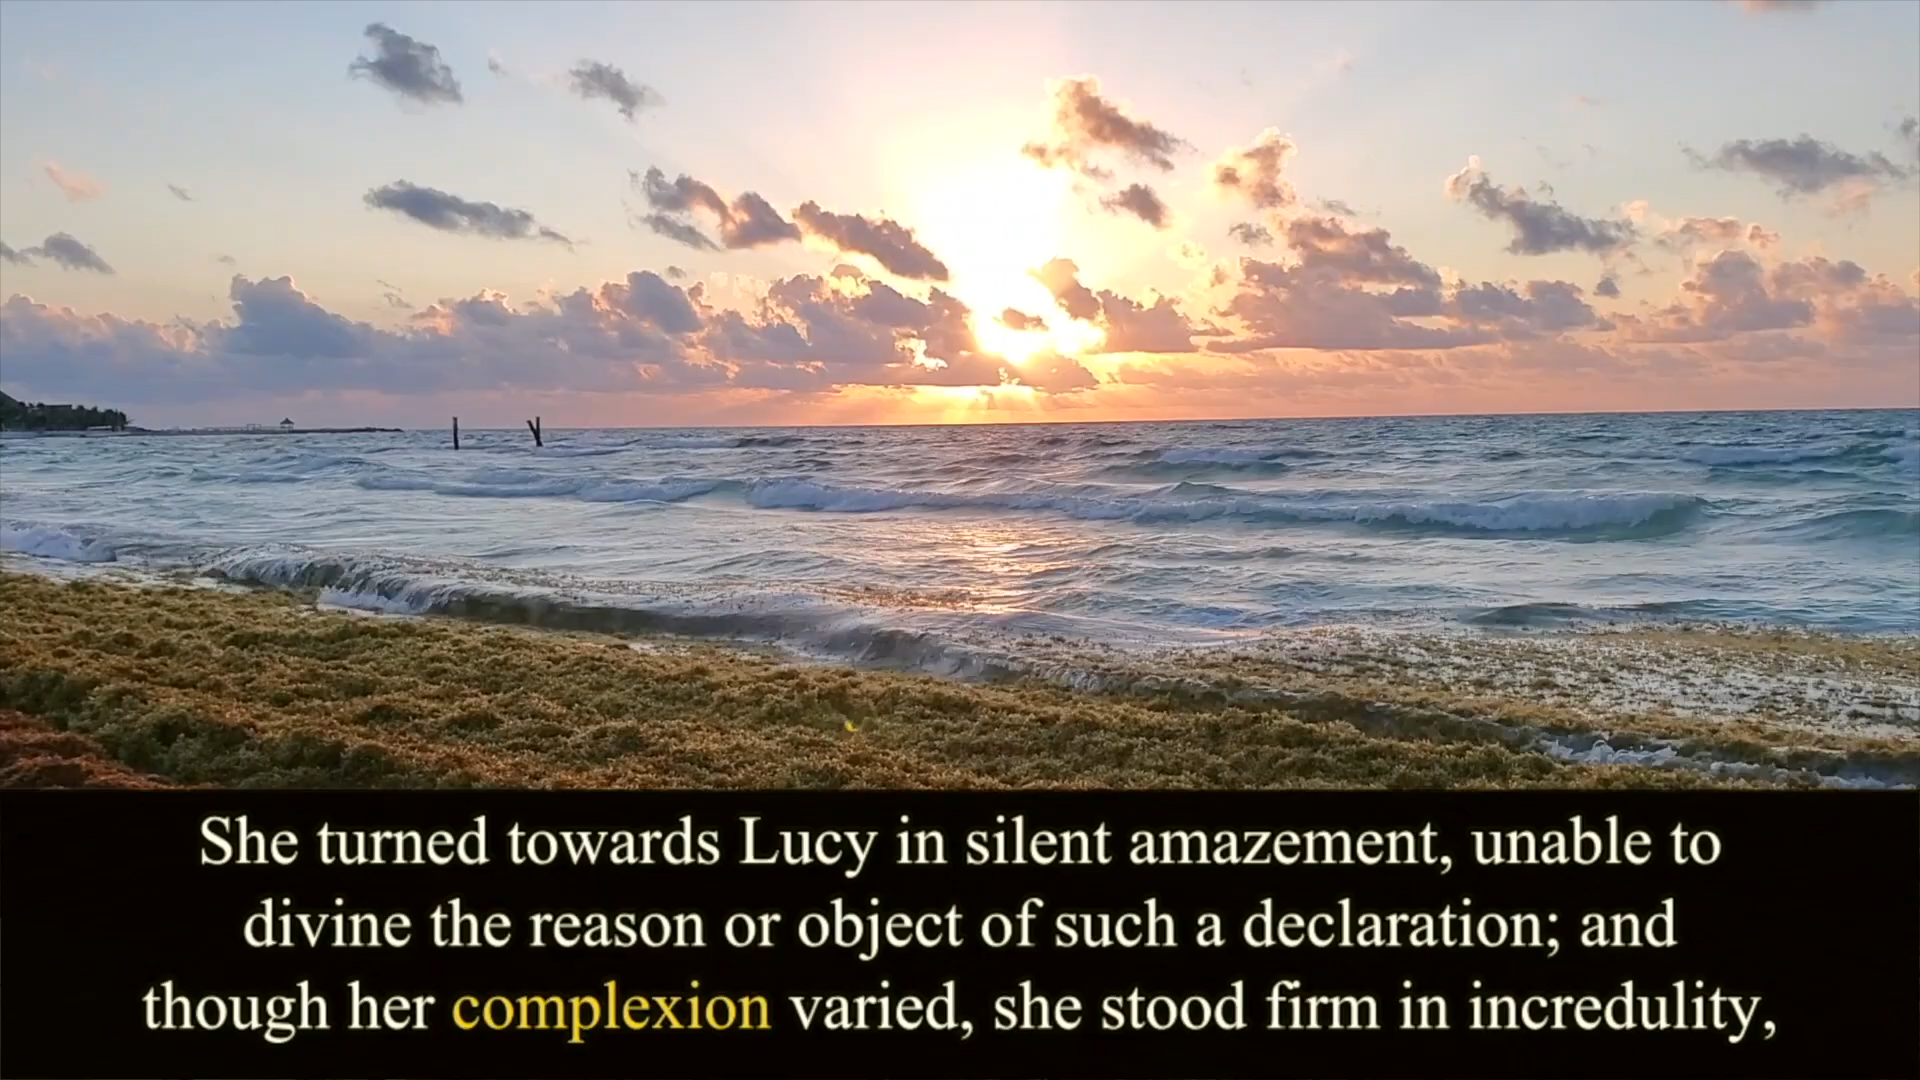 She turned towards Lucy in silent amazement, unable to
divine the reason or object of such a declaration; and
though her complexion varied, she stood firm in incredulity,